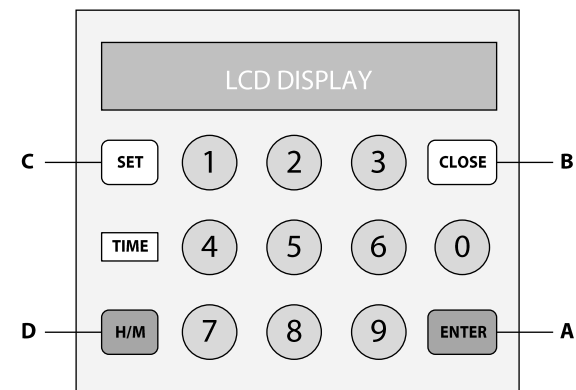 LCD DISPLAY
C SET 1 2 3 CLOSE B
TIME 4 5 6 0
D H/M 7 8 9 ENTER A